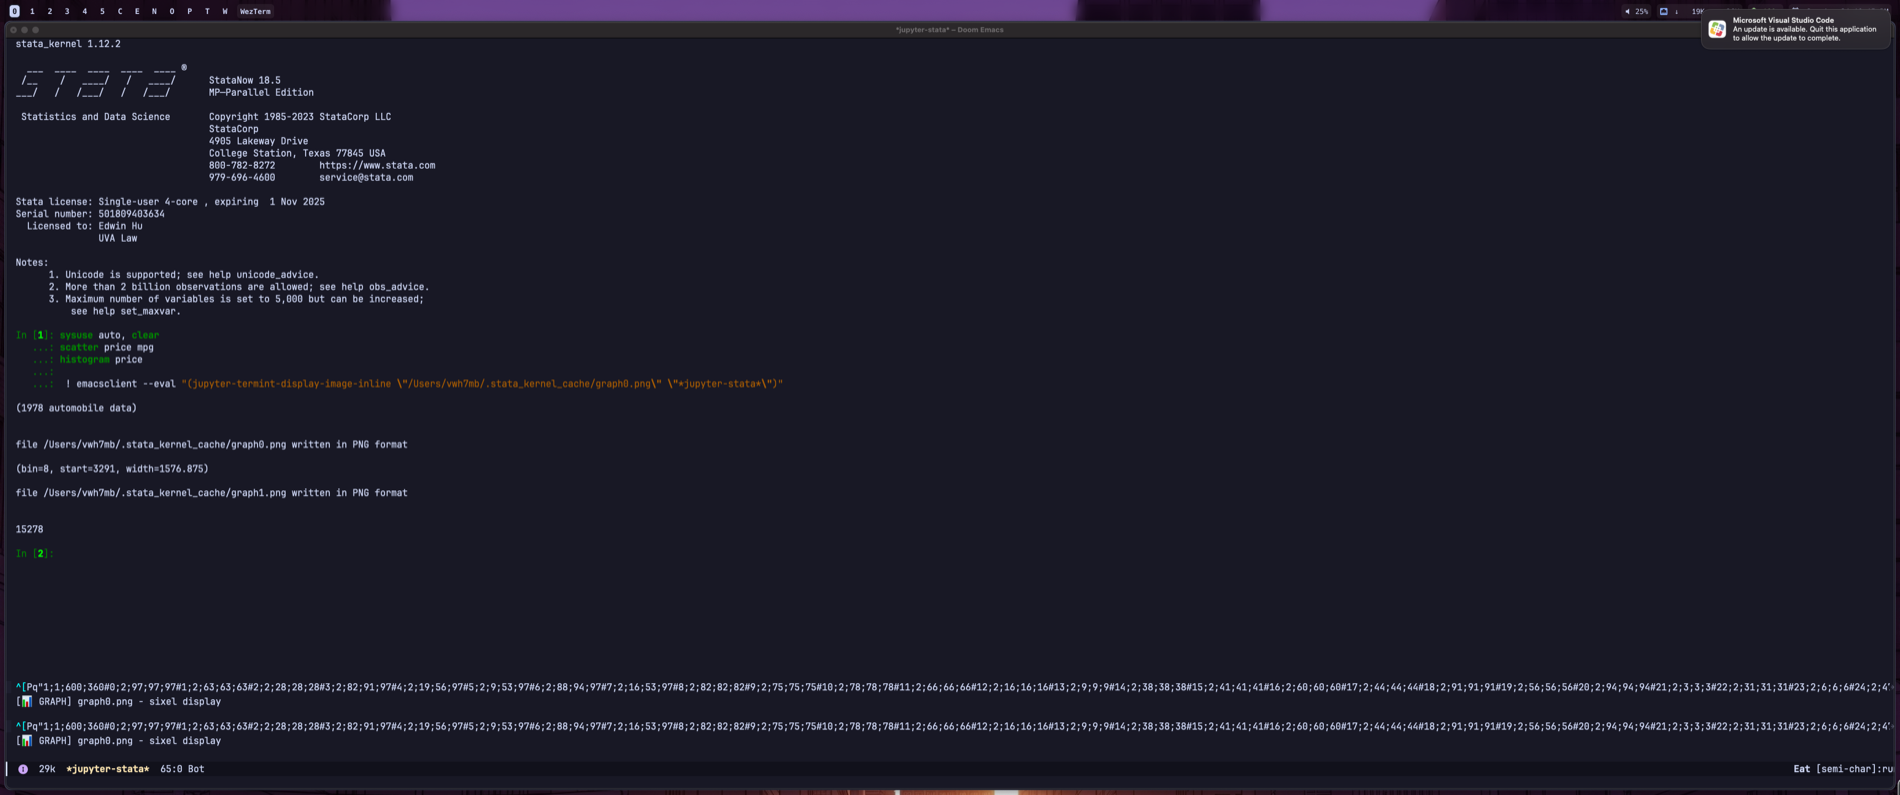 0 1 2 3 4 5 C E N O P T W WezTerm
25% ↓ 19K
*jupyter-stata* – Doom Emacs
Microsoft Visual Studio Code
An update is available. Quit this application
to allow the update to complete.
stata_kernel 1.12.2
  ___  ____  ____  ____  ____ ®
 /__    /   ____/   /   ____/      StataNow 18.5
___/   /   /___/   /   /___/       MP—Parallel Edition
 Statistics and Data Science       Copyright 1985-2023 StataCorp LLC
                                   StataCorp
                                   4905 Lakeway Drive
                                   College Station, Texas 77845 USA
                                   800-782-8272        https://www.stata.com
                                   979-696-4600        service@stata.com
Stata license: Single-user 4-core , expiring  1 Nov 2025
Serial number: 501809403634
  Licensed to: Edwin Hu
               UVA Law
Notes:
      1. Unicode is supported; see help unicode_advice.
      2. More than 2 billion observations are allowed; see help obs_advice.
      3. Maximum number of variables is set to 5,000 but can be increased;
          see help set_maxvar.
In [1]: sysuse auto, clear
   ...: scatter price mpg
   ...: histogram price
   ...:
   ...:  ! emacsclient --eval "(jupyter-termint-display-image-inline \"/Users/vwh7mb/.stata_kernel_cache/graph0.png\" \"*jupyter-stata*\")"
(1978 automobile data)
file /Users/vwh7mb/.stata_kernel_cache/graph0.png written in PNG format
(bin=8, start=3291, width=1576.875)
file /Users/vwh7mb/.stata_kernel_cache/graph1.png written in PNG format
15278
In [2]:
^[Pq"1;1;600;360#0;2;97;97;97#1;2;63;63;63#2;2;28;28;28#3;2;82;91;97#4;2;19;56;97#5;2;9;53;97#6;2;88;94;97#7;2;16;53;97#8;2;82;82;82#9;2;75;75;75#10;2;78;78;78#11;2;66;66;66#12;2;16;16;16#13;2;9;9;9#14;2;38;38;38#15;2;41;41;41#16;2;60;60;60#17;2;44;44;44#18;2;91;91;91#19;2;56;56;56#20;2;94;94;94#21;2;3;3;3#22;2;31;31;31#23;2;6;6;6#24;2;4
[📊 GRAPH] graph0.png - sixel display
^[Pq"1;1;600;360#0;2;97;97;97#1;2;63;63;63#2;2;28;28;28#3;2;82;91;97#4;2;19;56;97#5;2;9;53;97#6;2;88;94;97#7;2;16;53;97#8;2;82;82;82#9;2;75;75;75#10;2;78;78;78#11;2;66;66;66#12;2;16;16;16#13;2;9;9;9#14;2;38;38;38#15;2;41;41;41#16;2;60;60;60#17;2;44;44;44#18;2;91;91;91#19;2;56;56;56#20;2;94;94;94#21;2;3;3;3#22;2;31;31;31#23;2;6;6;6#24;2;4
[📊 GRAPH] graph0.png - sixel display
29k *jupyter-stata* 65:0 Bot Eat [semi-char]:ru